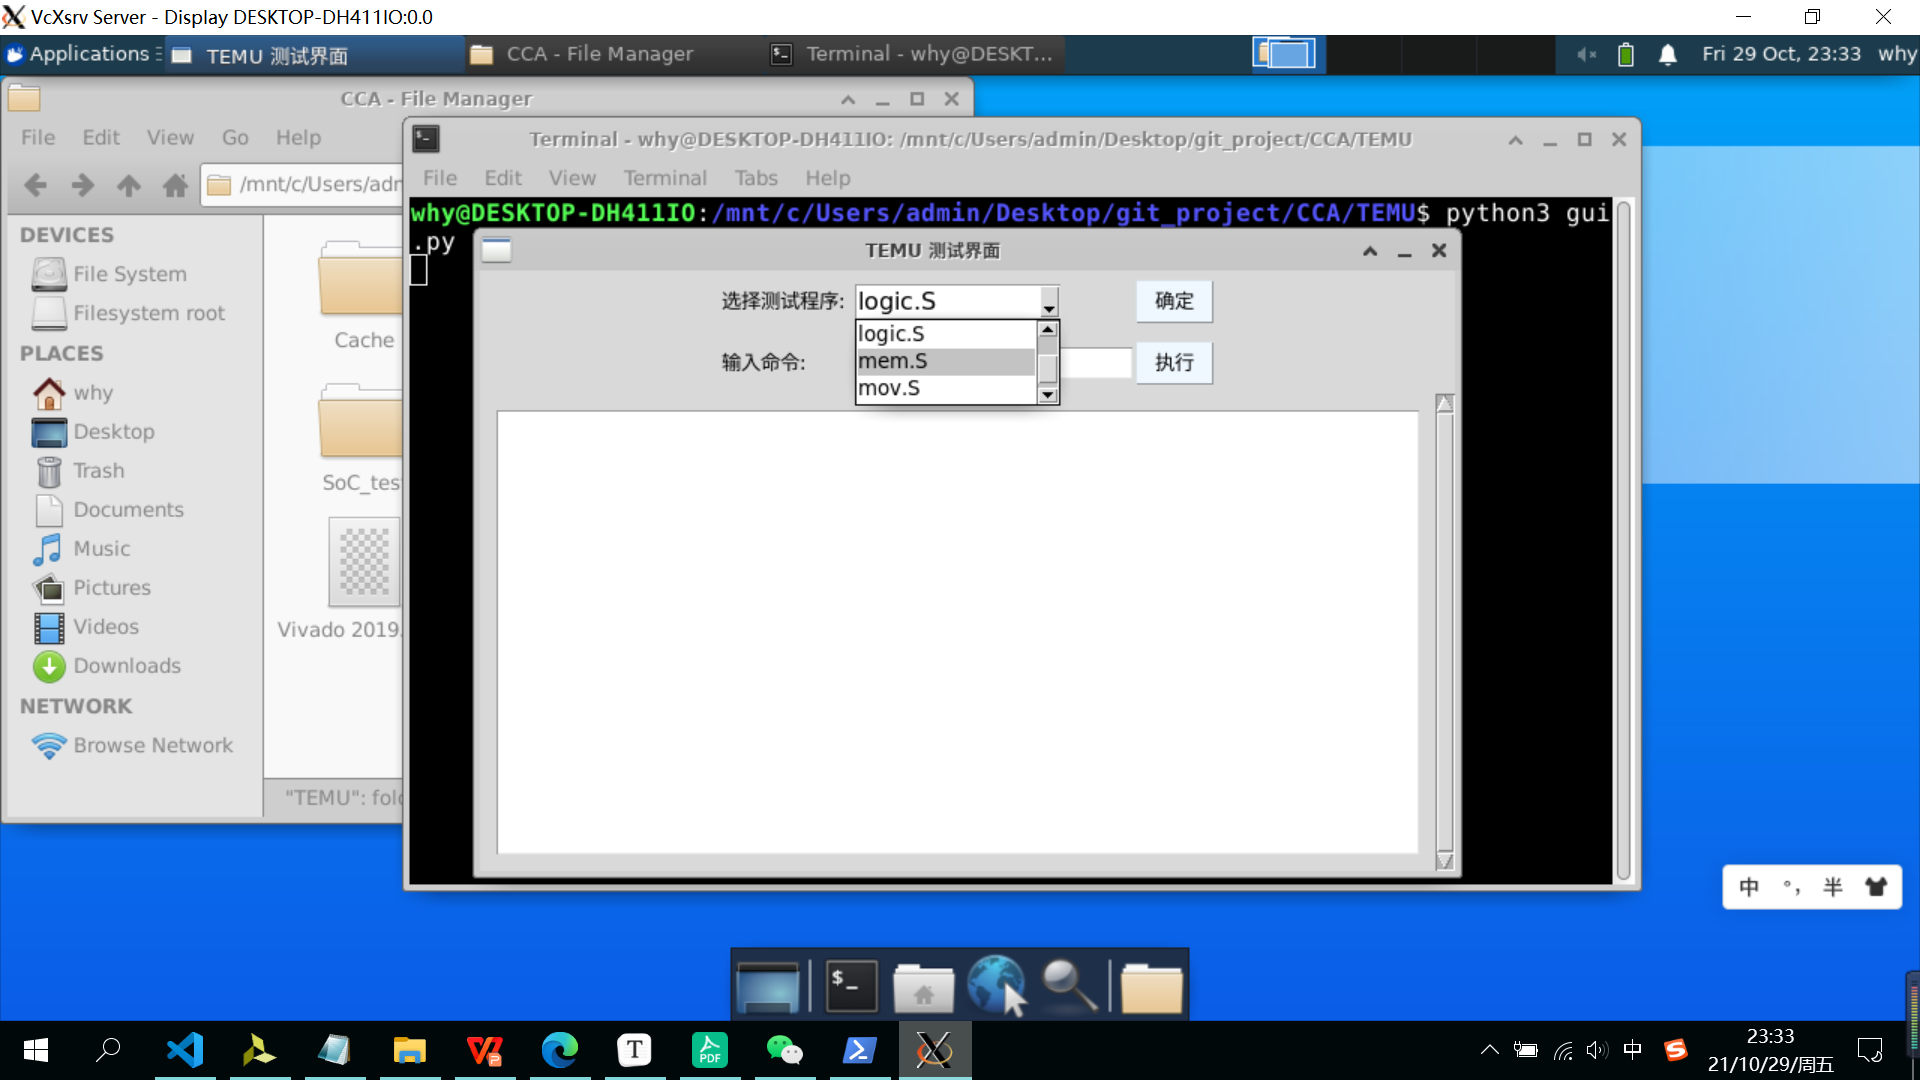 VcXsrv Server - Display DESKTOP-DH411IO:0.0
Applications
TEMU 测试界面
CCA - File Manager
Terminal - why@DESKT...
Fri 29 Oct, 23:33
why
CCA - File Manager
File Edit View Go Help
/mnt/c/Users/adm
DEVICES
File System
Filesystem root
PLACES
why
Desktop
Trash
Documents
Music
Pictures
Videos
Downloads
NETWORK
Browse Network
Cache
SoC_tes
Vivado 2019.
"TEMU": fol
Terminal - why@DESKTOP-DH411IO: /mnt/c/Users/admin/Desktop/git_project/CCA/TEMU
File Edit View Terminal Tabs Help
why@DESKTOP-DH411IO:/mnt/c/Users/admin/Desktop/git_project/CCA/TEMU$ python3 gui
.py
TEMU 测试界面
选择测试程序: logic.S 确定
logic.S
mem.S
mov.S
输入命令: 执行
中 °, 半
$_
T
PDF
中
S
23:33
21/10/29/周五